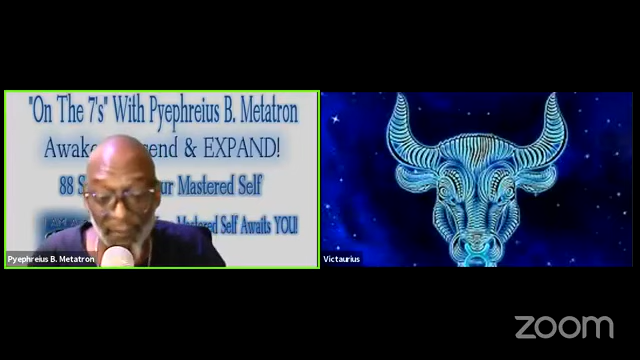 "On The 7's" With Pyephreius B. Metatron
Awake scend & EXPAND!
88 S ur Mastered Self
Mastered Self Awaits YOU!
Pyephreius B. Metatron
Victaurius
zoom